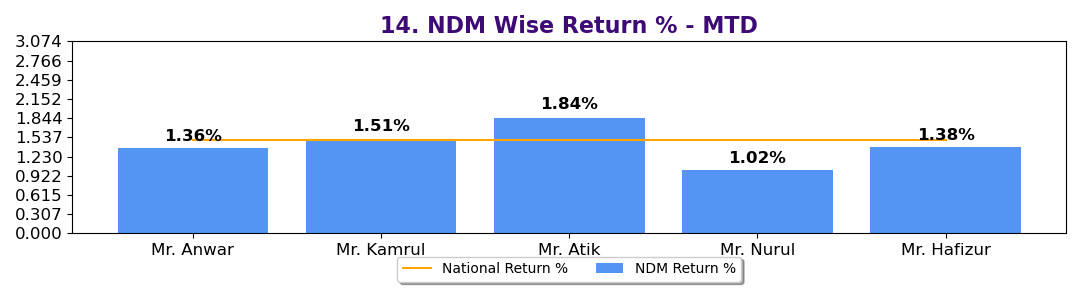 14. NDM Wise Return % - MTD
3.074
2.766
2.459
2.152
1.844
1.537
1.230
0.922
0.615
0.307
0.000
1.36%
1.51%
1.84%
1.02%
1.38%
Mr. Anwar
Mr. Kamrul
Mr. Atik
Mr. Nurul
Mr. Hafizur
National Return %
NDM Return %